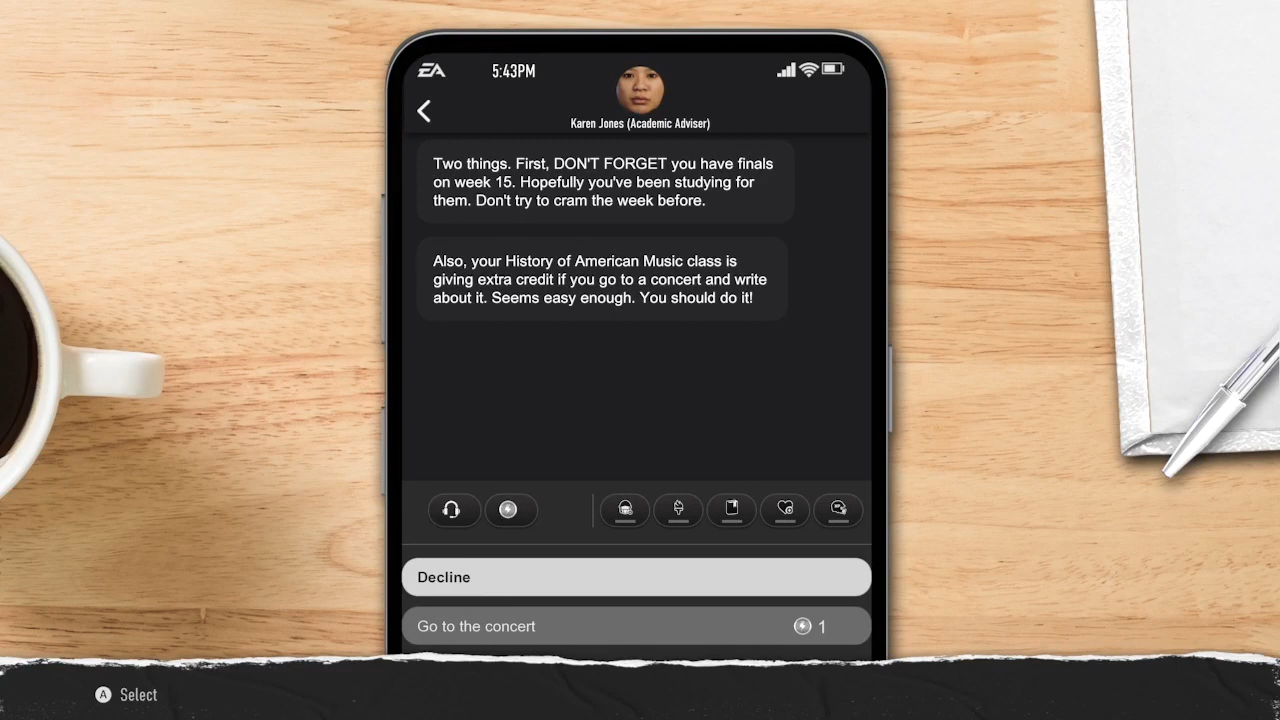 EA
5:43PM
Karen Jones (Academic Adviser)
Two things. First, DON'T FORGET you have finals
on week 15. Hopefully you've been studying for
them. Don't try to cram the week before.
Also, your History of American Music class is
giving extra credit if you go to a concert and write
about it. Seems easy enough. You should do it!
Decline
Go to the concert 1
A Select